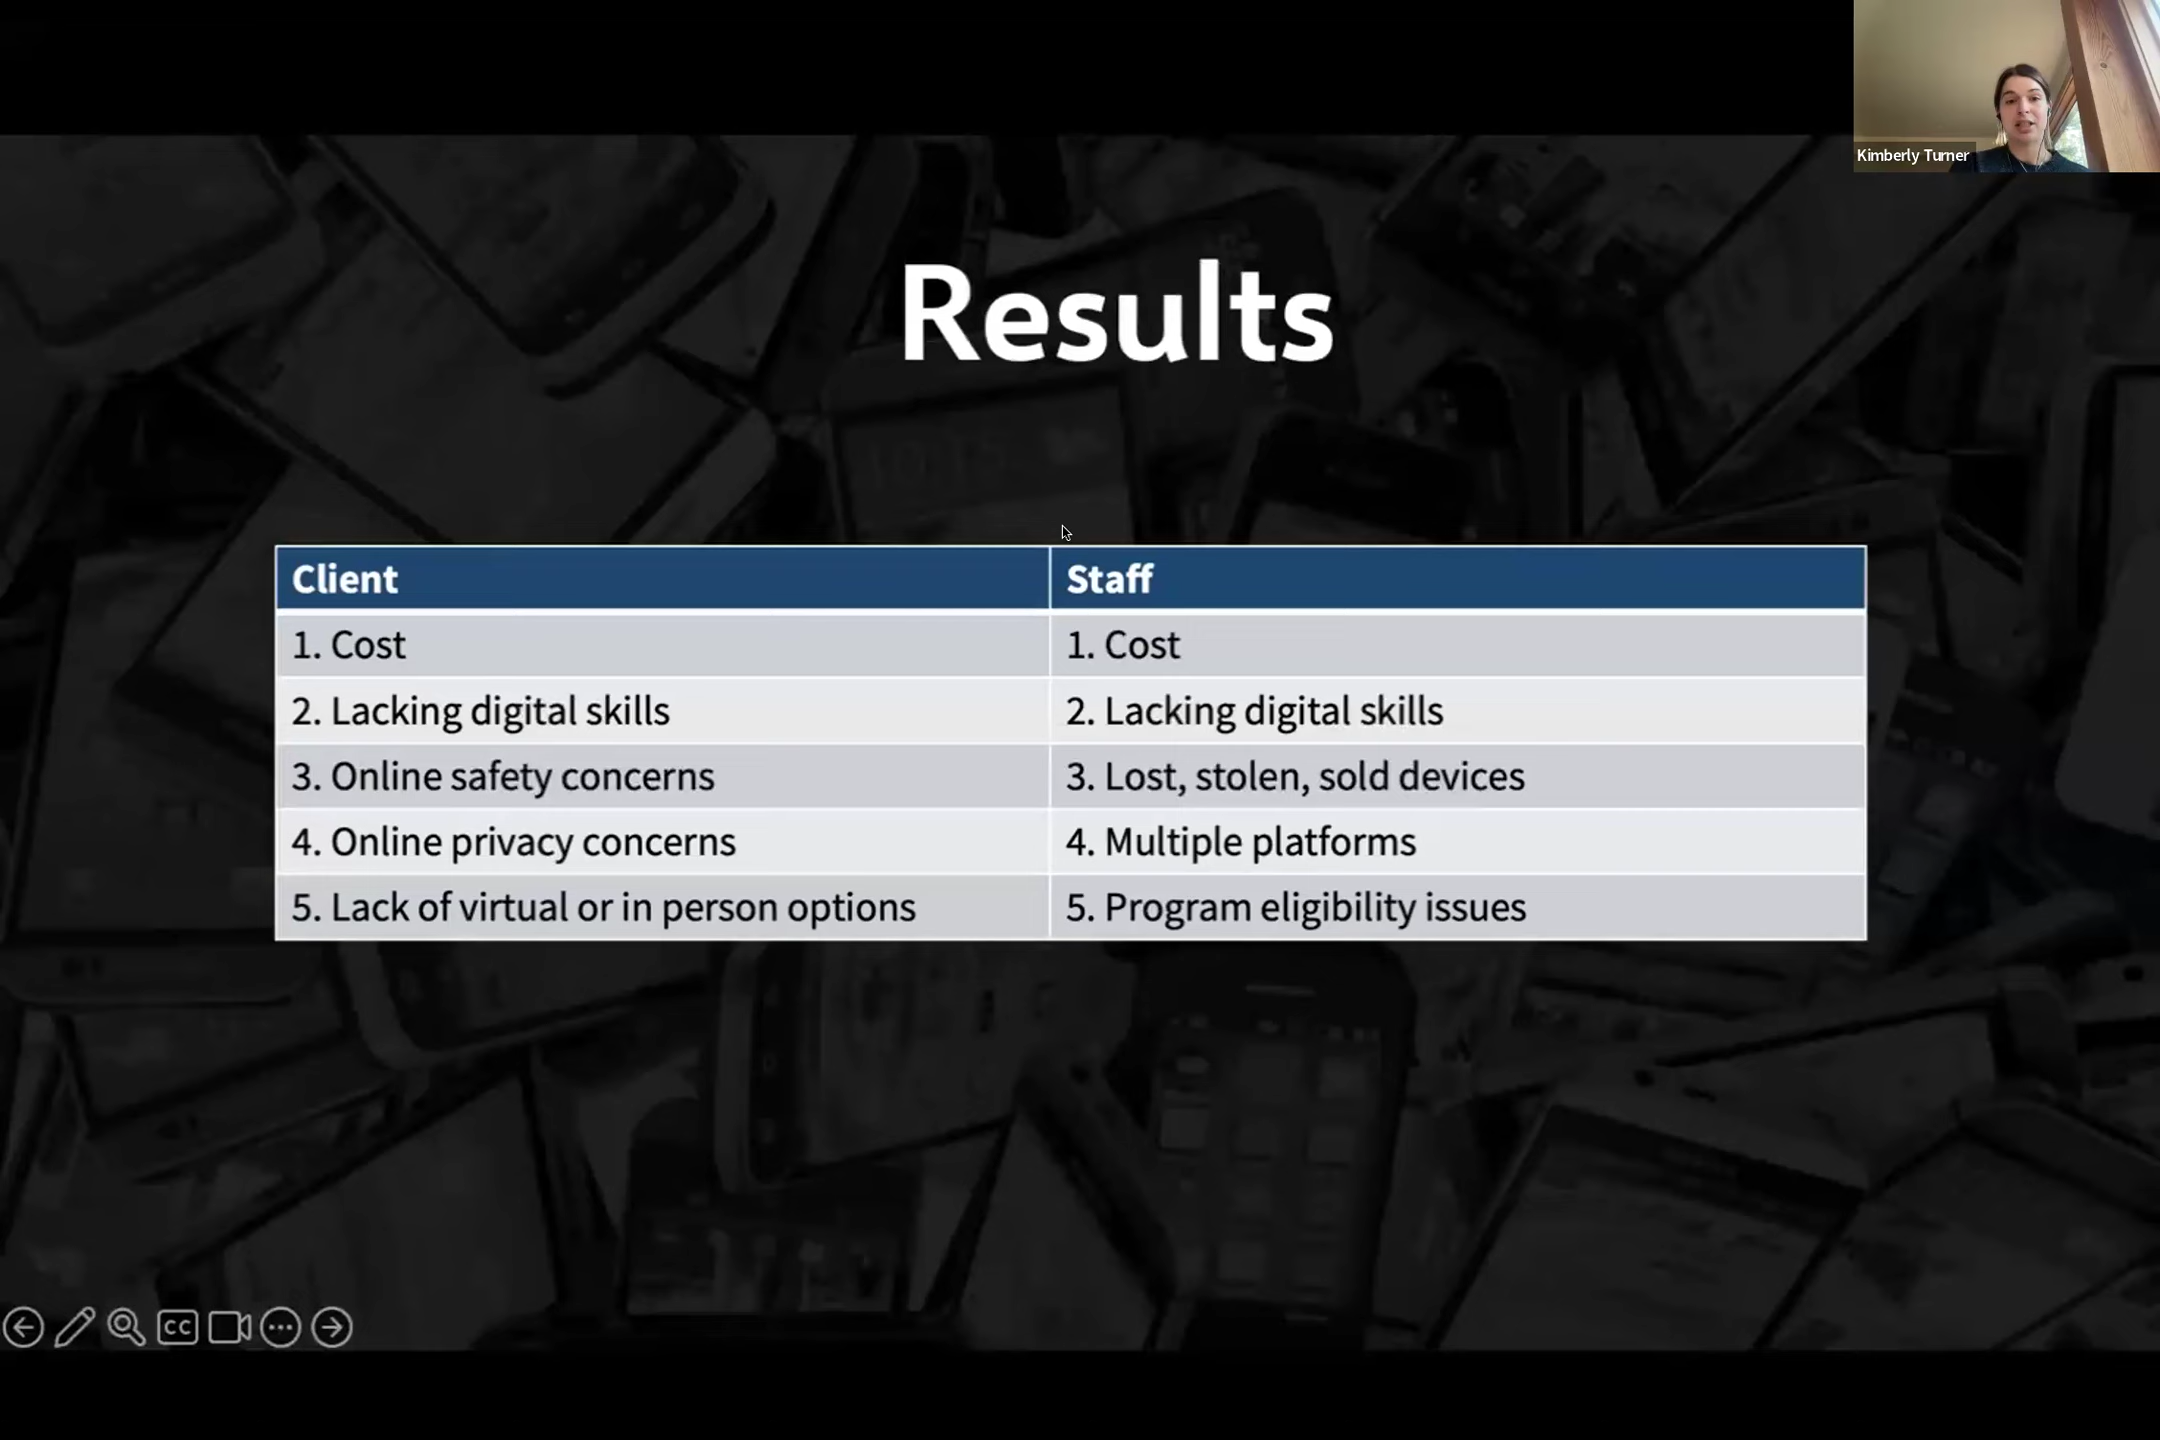 Kimberly Turner
Results
Client Staff
1. Cost 1. Cost
2. Lacking digital skills 2. Lacking digital skills
3. Online safety concerns 3. Lost, stolen, sold devices
4. Online privacy concerns 4. Multiple platforms
5. Lack of virtual or in person options 5. Program eligibility issues
CC